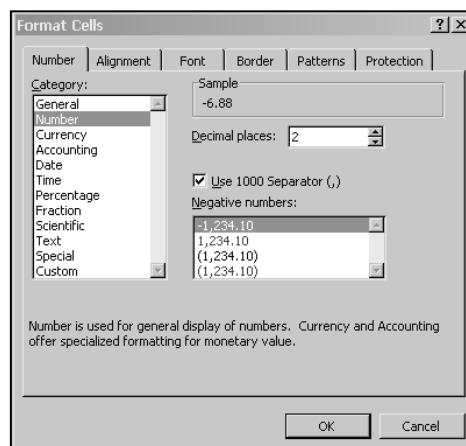 Format Cells
? ×
Number Alignment Font Border Patterns Protection
Category:
General
Number
Currency
Accounting
Date
Time
Percentage
Fraction
Scientific
Text
Special
Custom
Sample
-6.88
Decimal places: 2
Use 1000 Separator (,)
Negative numbers:
-1,234.10
1,234.10
(1,234.10)
(1,234.10)
Number is used for general display of numbers. Currency and Accounting
offer specialized formatting for monetary value.
OK Cancel